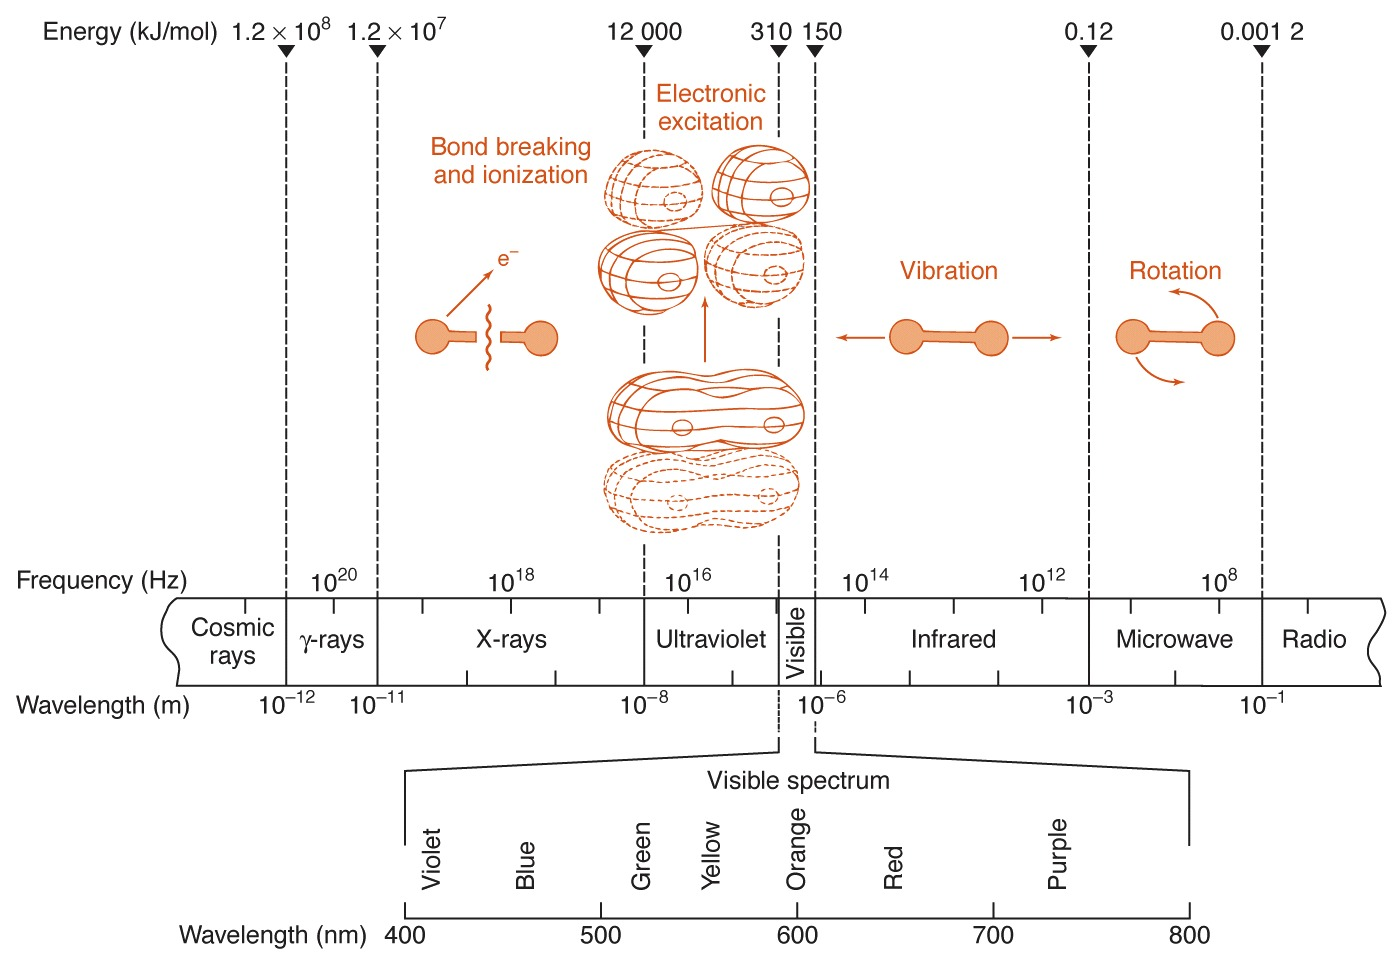 Energy (kJ/mol) 1.2 × 10⁸ 1.2 × 10⁷ 12 000 310 150 0.12 0.001 2
Electronic
excitation
Bond breaking
and ionization
e⁻
Vibration
Rotation
Frequency (Hz) 10²⁰ 10¹⁸ 10¹⁶ 10¹⁴ 10¹² 10⁸
Cosmic
rays
γ-rays
X-rays
Ultraviolet
Visible
Infrared
Microwave
Radio
Wavelength (m) 10⁻¹² 10⁻¹¹ 10⁻⁸ 10⁻⁶ 10⁻³ 10⁻¹
Visible spectrum
Violet
Blue
Green
Yellow
Orange
Red
Purple
Wavelength (nm) 400 500 600 700 800